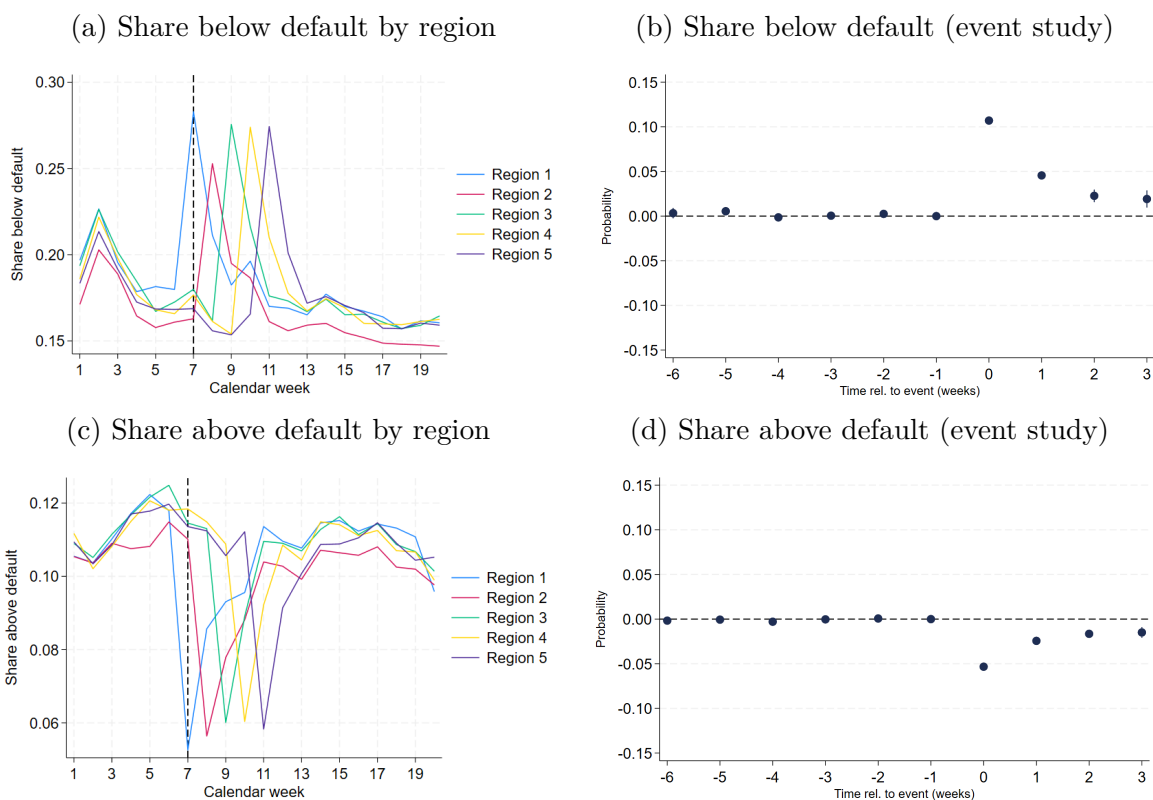 (a) Share below default by region
0.30
0.25
0.20
0.15
Share below default
1 3 5 7 9 11 13 15 17 19
Calendar week
Region 1
Region 2
Region 3
Region 4
Region 5
(b) Share below default (event study)
0.15
0.10
0.05
0.00
-0.05
-0.10
-0.15
Probability
-6 -5 -4 -3 -2 -1 0 1 2 3
Time rel. to event (weeks)
(c) Share above default by region
0.12
0.10
0.08
0.06
Share above default
1 3 5 7 9 11 13 15 17 19
Calendar week
Region 1
Region 2
Region 3
Region 4
Region 5
(d) Share above default (event study)
0.15
0.10
0.05
0.00
-0.05
-0.10
-0.15
Probability
-6 -5 -4 -3 -2 -1 0 1 2 3
Time rel. to event (weeks)